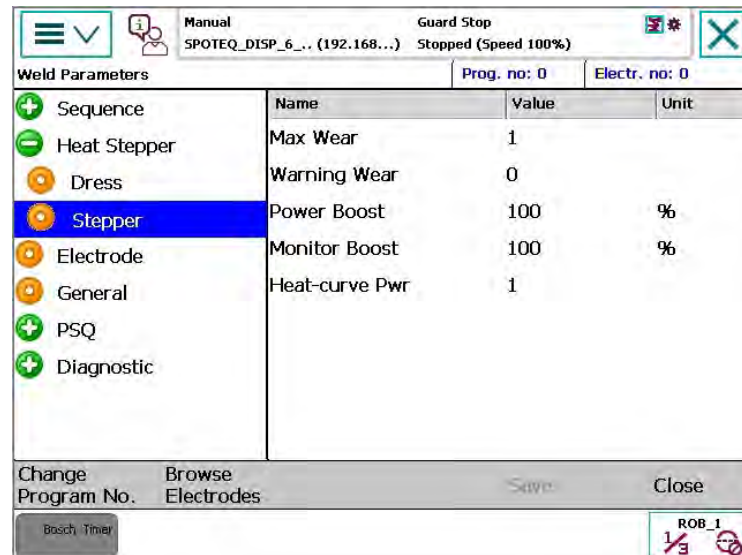 Manual Guard Stop
SPOTEQ_DISP_6_.. (192.168...) Stopped (Speed 100%)
Weld Parameters Prog. no: 0 Electr. no: 0
Sequence
Heat Stepper
Dress
Stepper
Electrode
General
PSQ
Diagnostic
Name Value Unit
Max Wear 1
Warning Wear 0
Power Boost 100 %
Monitor Boost 100 %
Heat-curve Pwr 1
Change Program No.
Browse Electrodes
Save
Close
Bosch Timer
ROB_1
1/3